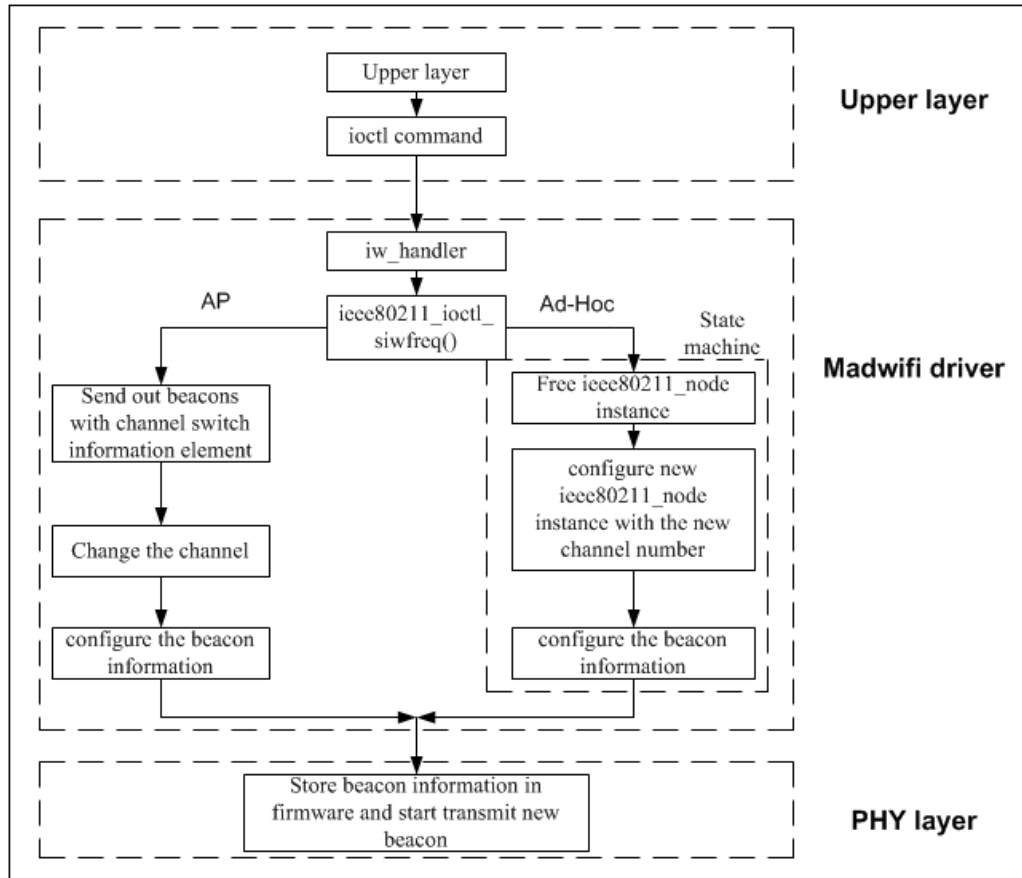 Upper layer
ioctl command
Upper layer
iw_handler
ieee80211_ioctl_
siwfreq()
AP
Ad-Hoc
State
machine
Madwifi driver
Send out beacons
with channel switch
information element
Change the channel
configure the beacon
information
Free ieee80211_node
instance
configure new
ieee80211_node
instance with the new
channel number
configure the beacon
information
Store beacon information in
firmware and start transmit new
beacon
PHY layer